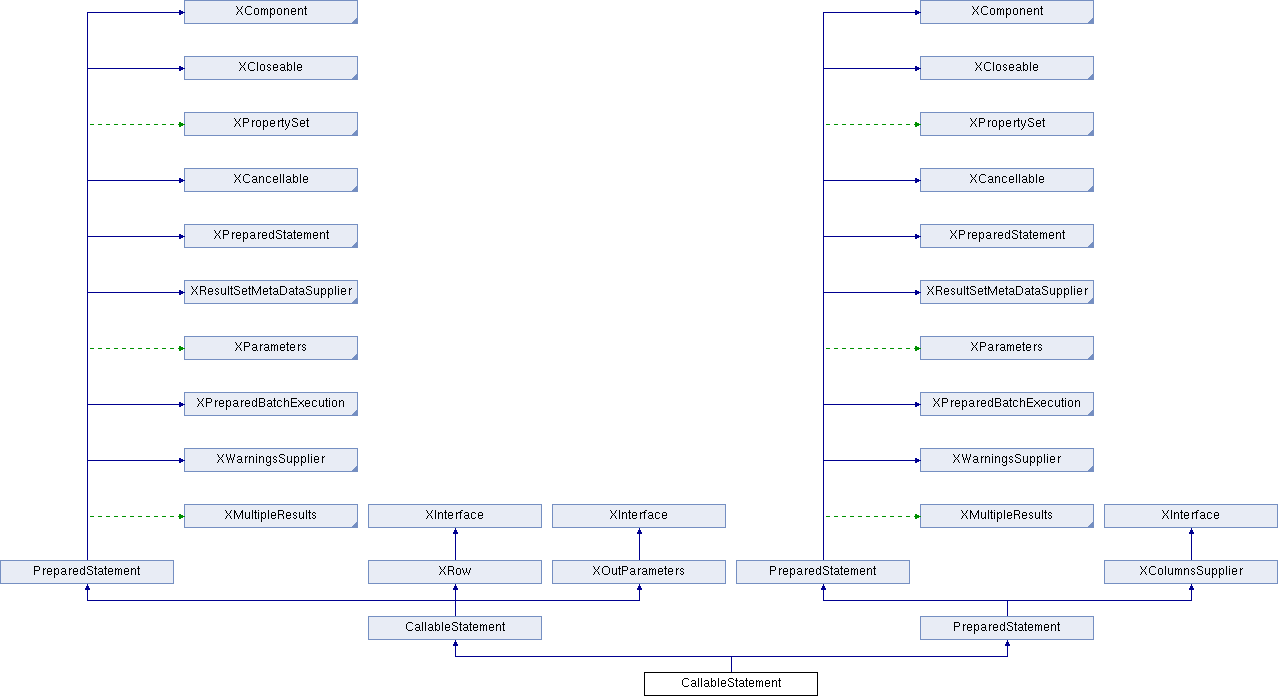 XComponent XComponent
XCloseable XCloseable
XPropertySet XPropertySet
XCancellable XCancellable
XPreparedStatement XPreparedStatement
XResultSetMetaDataSupplier XResultSetMetaDataSupplier
XParameters XParameters
XPreparedBatchExecution XPreparedBatchExecution
XWarningsSupplier XWarningsSupplier
XMultipleResults XInterface XInterface XMultipleResults XInterface
PreparedStatement XRow XOutParameters PreparedStatement XColumnsSupplier
CallableStatement PreparedStatement
CallableStatement